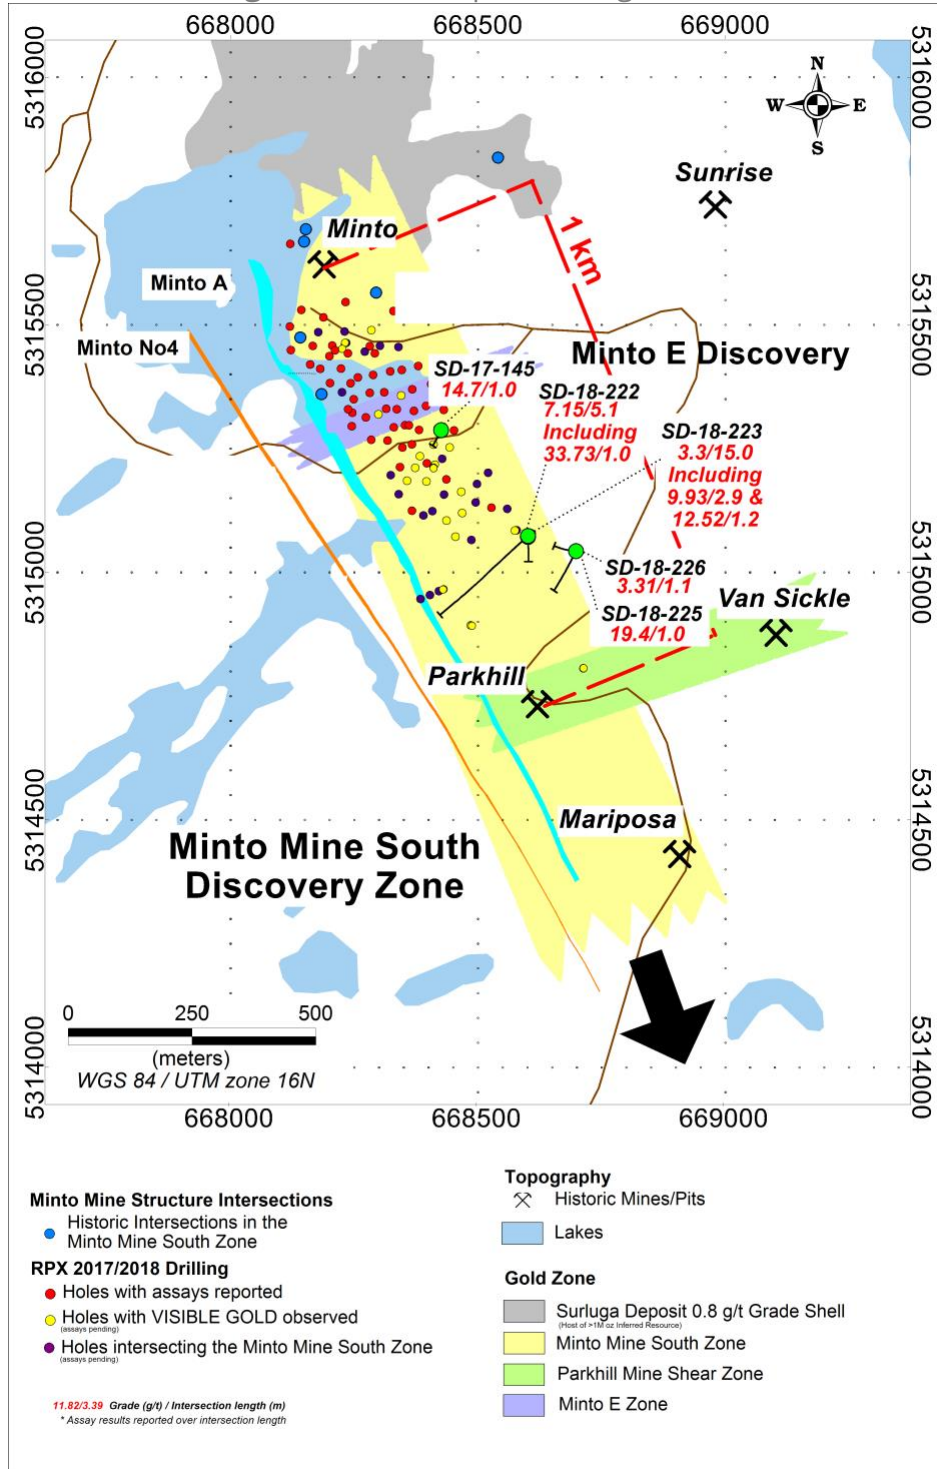 668000 668500 669000
5316000 5316000
N
W E
S
Sunrise
Minto
1 km
Minto A
5315500 5315500
Minto No4
Minto E Discovery
SD-17-145
14.7/1.0
SD-18-222
7.15/5.1
Including
33.73/1.0
SD-18-223
3.3/15.0
Including
9.93/2.9 &
12.52/1.2
5315000 5315000
SD-18-226
3.31/1.1
Van Sickle
SD-18-225
19.4/1.0
Parkhill
5314500 5314500
Mariposa
Minto Mine South
Discovery Zone
0 250 500
(meters)
WGS 84 / UTM zone 16N
5314000 5314000
668000 668500 669000
Minto Mine Structure Intersections
Historic Intersections in the
Minto Mine South Zone
RPX 2017/2018 Drilling
Holes with assays reported
Holes with VISIBLE GOLD observed
(assays pending)
Holes intersecting the Minto Mine South Zone
(assays pending)
11.82/3.39 Grade (g/t) / Intersection length (m)
* Assay results reported over intersection length
Topography
Historic Mines/Pits
Lakes
Gold Zone
Surluga Deposit 0.8 g/t Grade Shell
(Host of >1M oz Inferred Resource)
Minto Mine South Zone
Parkhill Mine Shear Zone
Minto E Zone